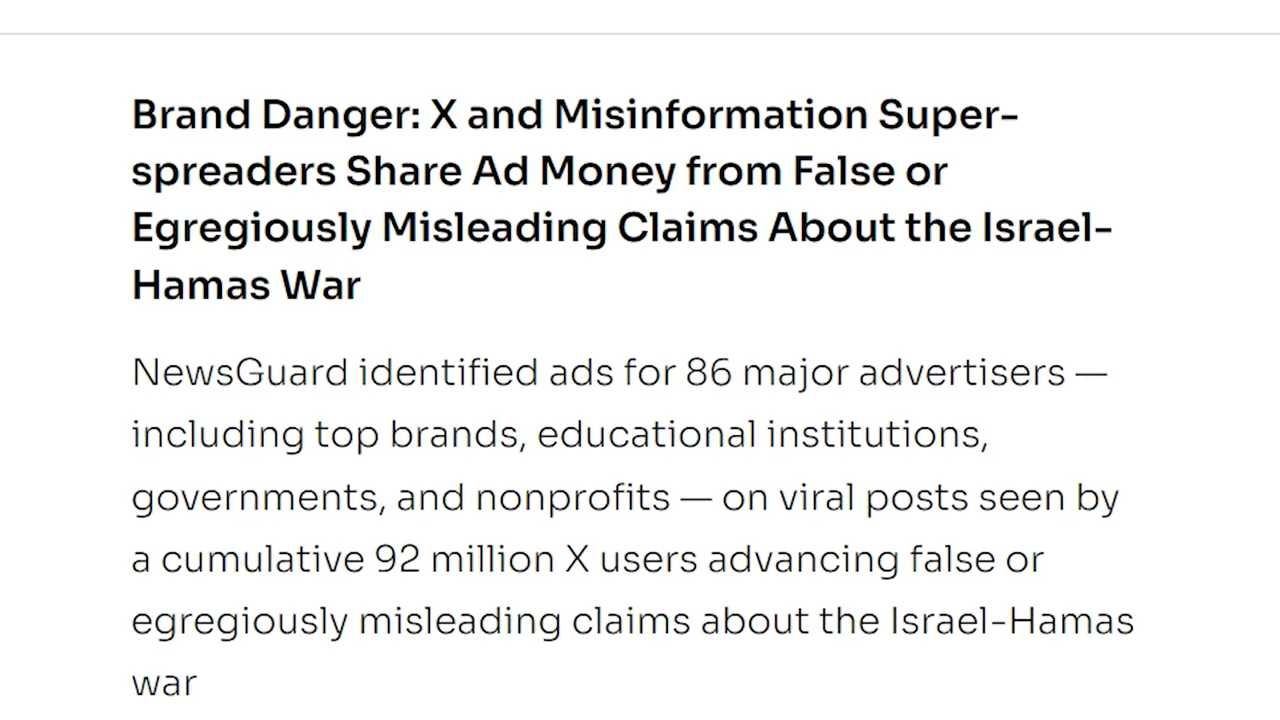 Brand Danger: X and Misinformation Super-
spreaders Share Ad Money from False or
Egregiously Misleading Claims About the Israel-
Hamas War
NewsGuard identified ads for 86 major advertisers —
including top brands, educational institutions,
governments, and nonprofits — on viral posts seen by
a cumulative 92 million X users advancing false or
egregiously misleading claims about the Israel-Hamas
war